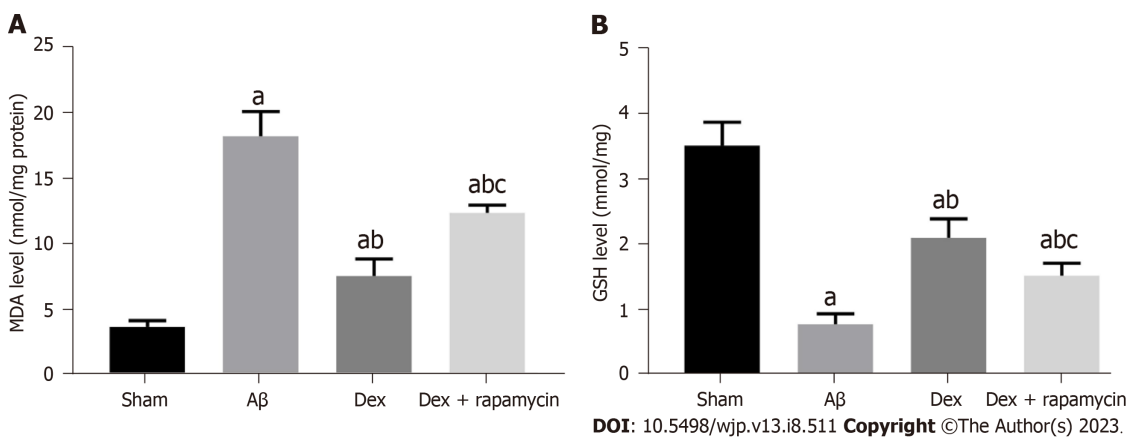 A
MDA level (nmol/mg protein)
25
20
15
10
5
0
a
ab
abc
Sham
Aβ
Dex
Dex + rapamycin
B
GSH level (mmol/mg)
5
4
3
2
1
0
a
ab
abc
Sham
Aβ
Dex
Dex + rapamycin
DOI: 10.5498/wjp.v13.i8.511 Copyright ©The Author(s) 2023.